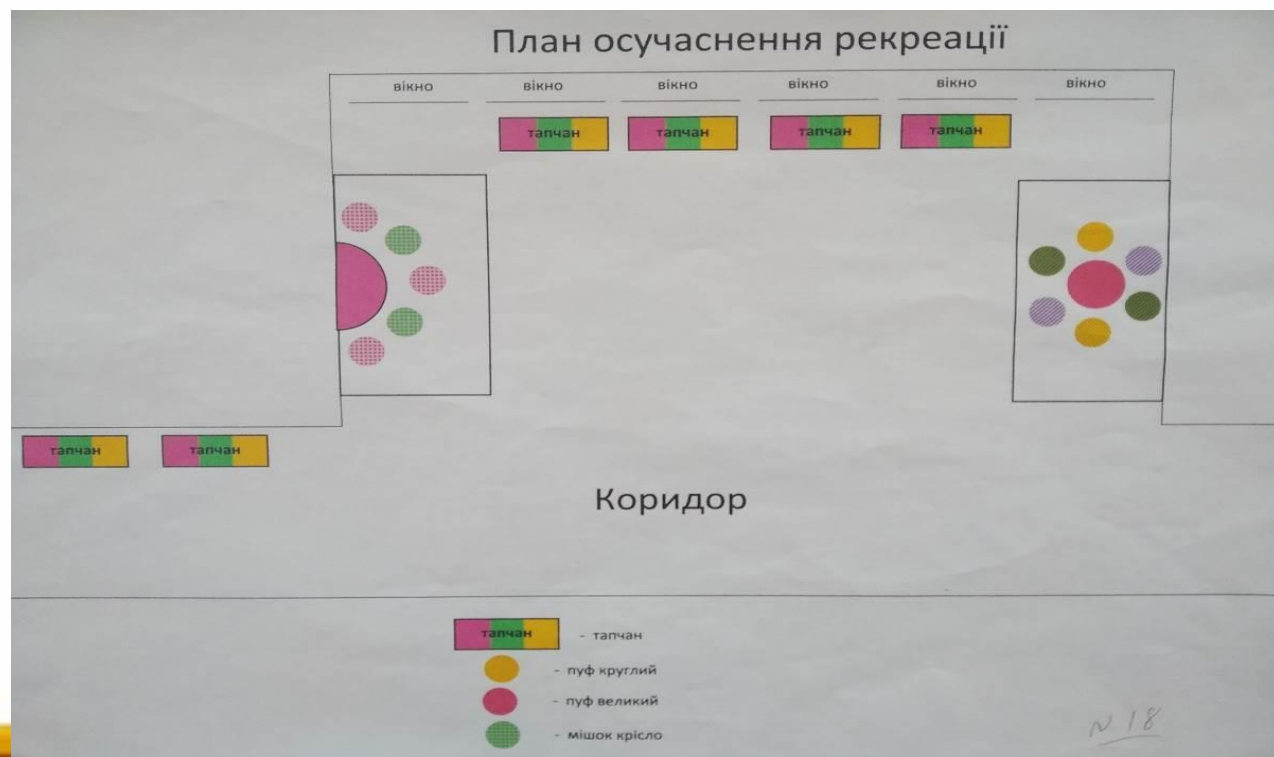 План осучаснення рекреації
вікно вікно вікно вікно вікно вікно
тапчан тапчан тапчан тапчан
тапчан тапчан
Коридор
тапчан - тапчан
- пуф круглий
- пуф великий
- мішок крісло
N 18